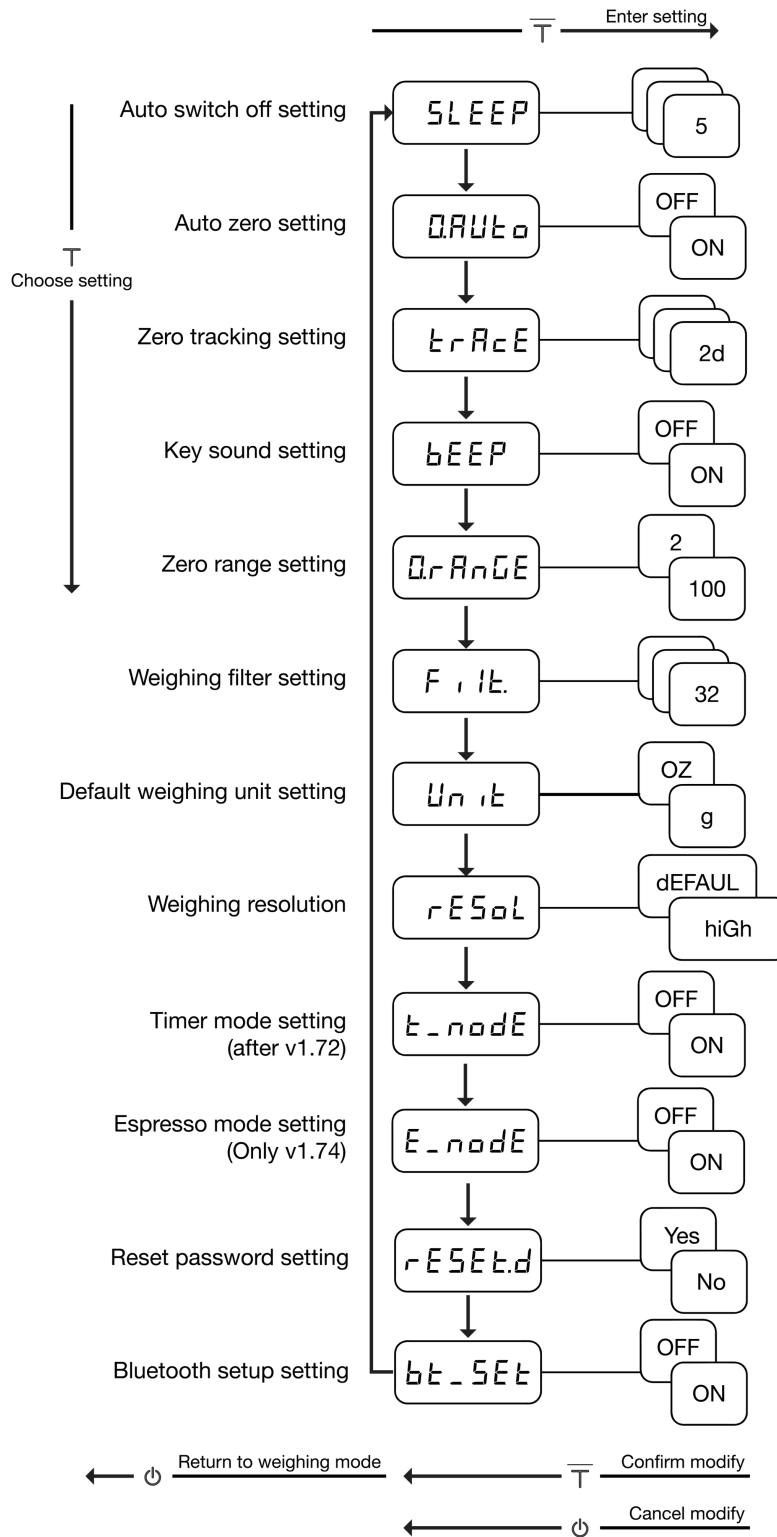 Enter setting
T
Auto switch off setting
SLEEP
5
Auto zero setting
0.AUto
OFF
ON
T
Choose setting
Zero tracking setting
trAcE
2d
Key sound setting
bEEP
OFF
ON
Zero range setting
0.rAnGE
2
100
Weighing filter setting
Filt.
32
Default weighing unit setting
Unit
OZ
g
Weighing resolution
rESoL
dEFAUL
hiGh
Timer mode setting
(after v1.72)
t_nodE
OFF
ON
Espresso mode setting
(Only v1.74)
E_nodE
OFF
ON
Reset password setting
rESEt.d
Yes
No
Bluetooth setup setting
bt_SEt
OFF
ON
Return to weighing mode
T
Confirm modify
Cancel modify